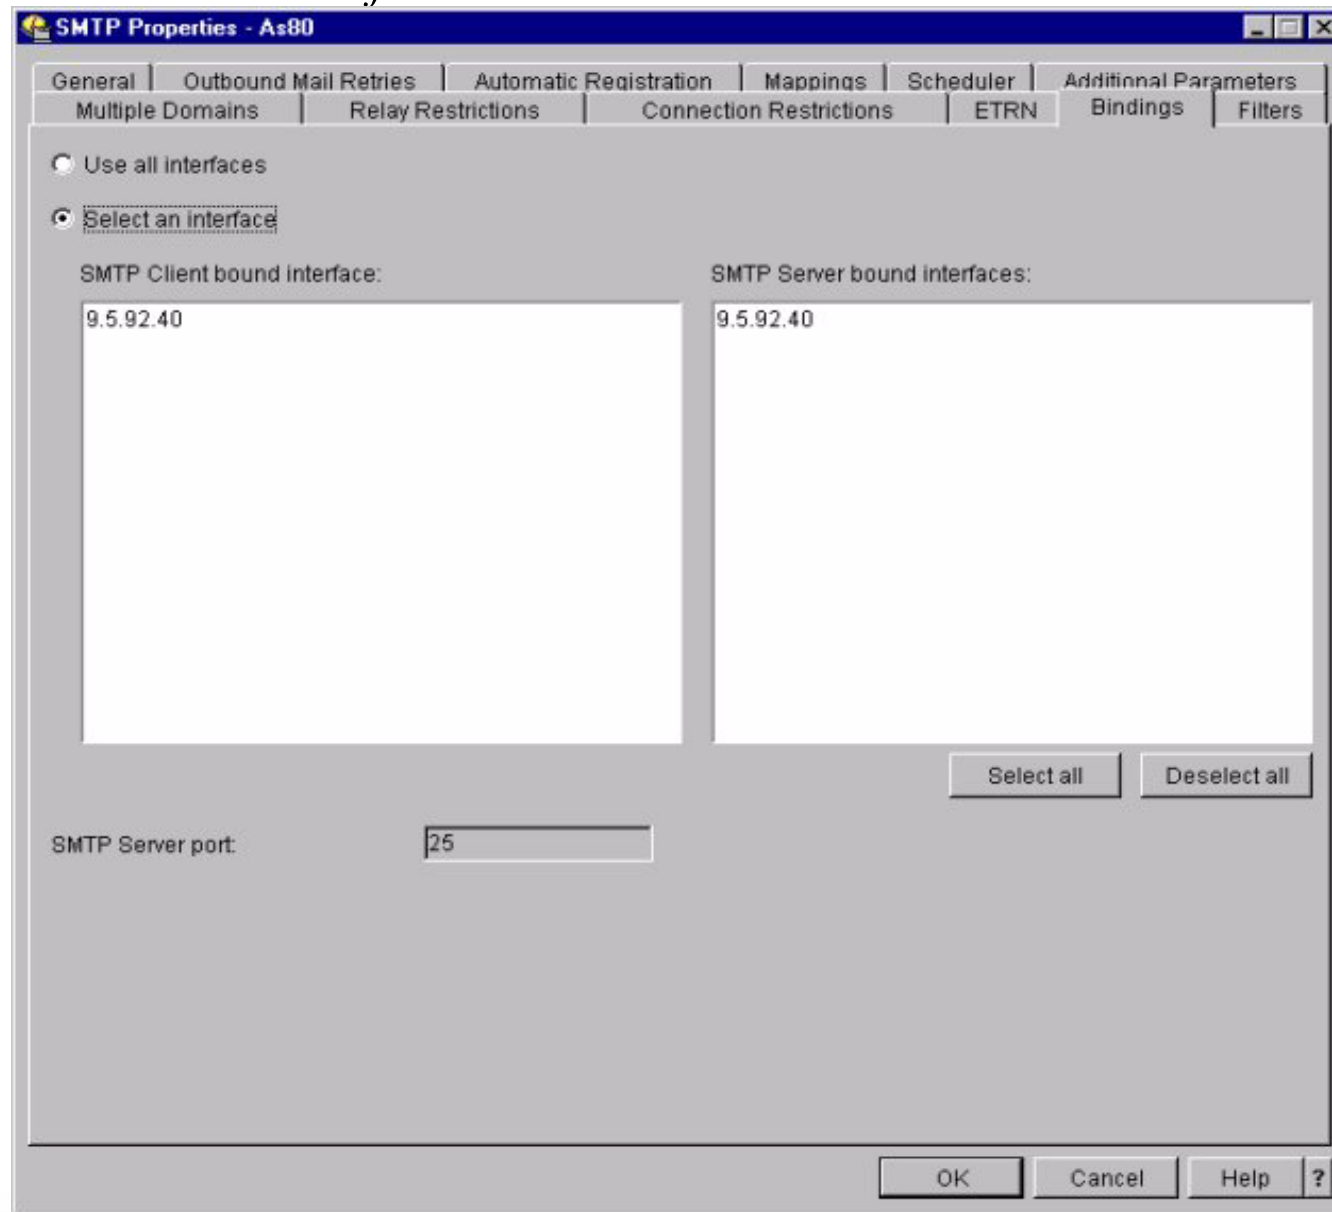 SMTP Properties - As80
General Outbound Mail Retries Automatic Registration Mappings Scheduler Additional Parameters
Multiple Domains Relay Restrictions Connection Restrictions ETRN Bindings Filters
Use all interfaces
Select an interface
SMTP Client bound interface: SMTP Server bound interfaces:
9.5.92.40 9.5.92.40
Select all Deselect all
SMTP Server port: 25
OK Cancel Help ?